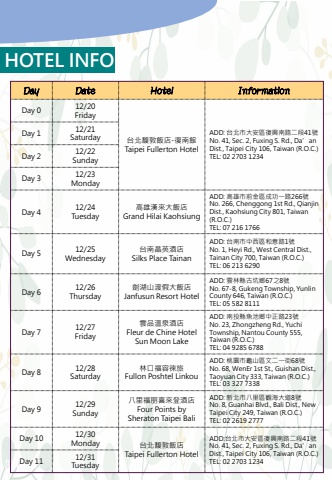 HOTEL INFO
Day Date Hotel Information
Day 0 12/20 Friday
Day 1 12/21 Saturday
Day 2 12/22 Sunday
Day 3 12/23 Monday
台北馥敦飯店-復南館
Taipei Fullerton Hotel
ADD: 台北市大安區復興南路二段41號
No. 41, Sec. 2, Fuxing S. Rd., Da' an
Dist., Taipei City 106, Taiwan (R.O.C.)
TEL: 02 2703 1234
Day 4 12/24 Tuesday
高雄漢來大飯店
Grand Hilai Kaohsiung
ADD: 高雄市前金區成功一路266號
No. 266, Chenggong 1st Rd., Qianjin
Dist., Kaohsiung City 801, Taiwan
(R.O.C.)
TEL: 07 216 1766
Day 5 12/25 Wednesday
台南晶英酒店
Silks Place Tainan
ADD: 台南市中西區和意路1號
No. 1, Heyi Rd., West Central Dist.,
Tainan City 700, Taiwan (R.O.C.)
TEL: 06 213 6290
Day 6 12/26 Thursday
劍湖山渡假大飯店
Janfusun Resort Hotel
ADD: 雲林縣古坑鄉67之8號
No. 67-8, Gukeng Township, Yunlin
County 646, Taiwan (R.O.C.)
TEL: 05 582 8111
Day 7 12/27 Friday
雲品溫泉酒店
Fleur de Chine Hotel
Sun Moon Lake
ADD: 南投縣魚池鄉中正路23號
No. 23, Zhongzheng Rd., Yuchi
Township, Nantou County 555,
Taiwan (R.O.C.)
TEL: 04 9285 6788
Day 8 12/28 Saturday
林口福容徠旅
Fullon Poshtel Linkou
ADD: 桃園市龜山區文二一街68號
No. 68, WenEr 1st St., Guishan Dist.,
Taoyuan City 333, Taiwan (R.O.C.)
TEL: 03 327 7338
Day 9 12/29 Sunday
八里福朋喜來登酒店
Four Points by
Sheraton Taipei Bali
ADD: 新北市八里區觀海大道8號
No. 8, Guanhai Blvd., Bali Dist., New
Taipei City 249, Taiwan (R.O.C.)
TEL: 02 2619 2777
Day 10 12/30 Monday
Day 11 12/31 Tuesday
台北馥敦飯店
Taipei Fullerton Hotel
ADD:台北市大安區復興南路二段41號
No. 41, Sec. 2, Fuxing S. Rd., Da' an
Dist., Taipei City 106, Taiwan (R.O.C.)
TEL: 02 2703 1234